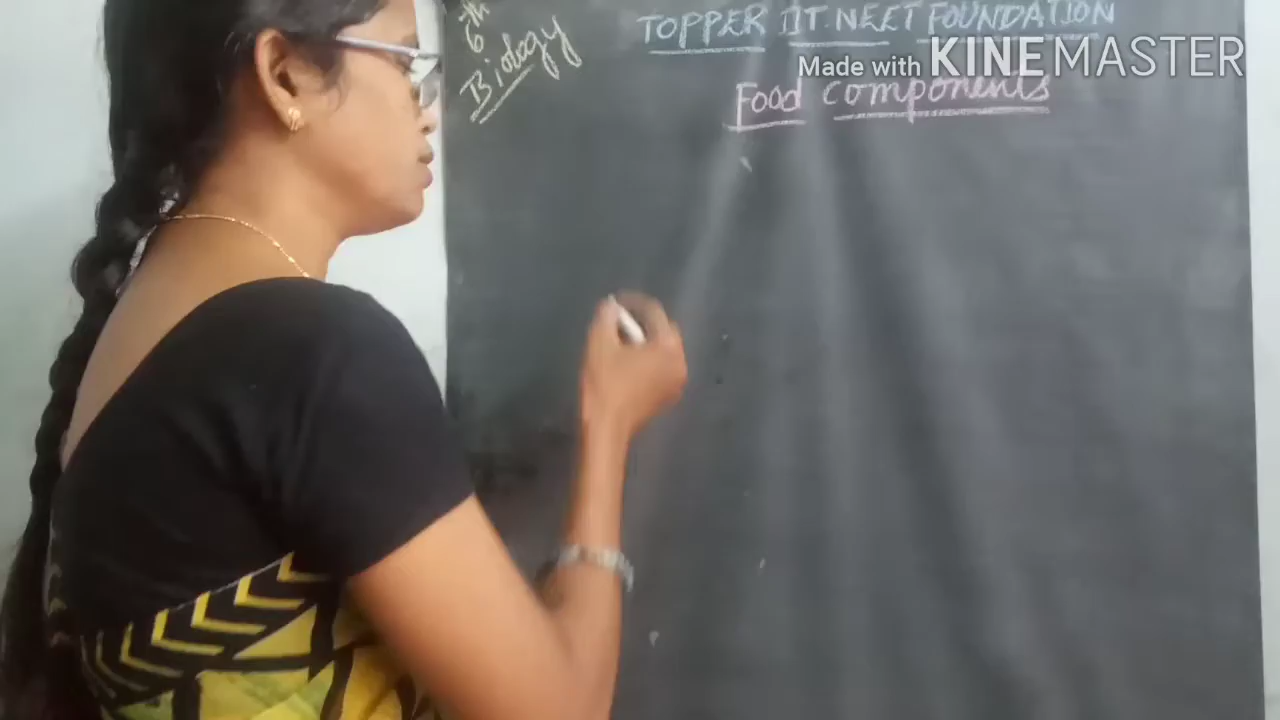 6th
Biology
TOPPER IIT NEET FOUNDATION
Made with KINEMASTER
Food components